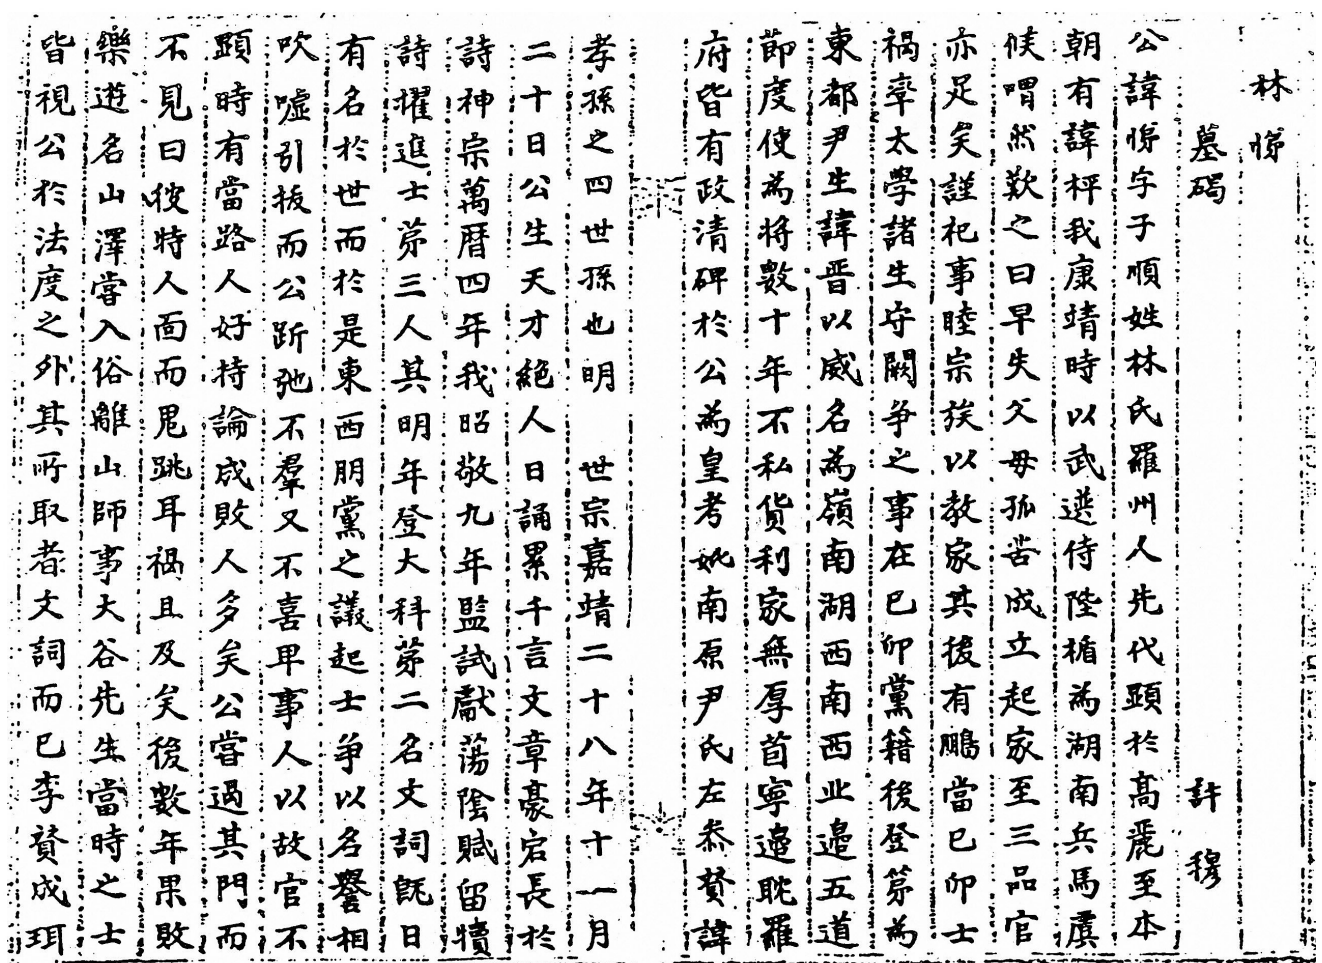 林悌
墓碣 許穆
公諱悌字子順姓林氏羅州人先代顯於高麗至本
朝有諱枰我康靖時以武選侍陛楯為湖南兵馬虞
候喟然歎之曰早失父母孤苦成立起家至三品官
亦足矣謹祀事睦宗族以教家其後有鵬當己卯士
禍率太學諸生守闕爭之事在己卯黨籍後登第為
東都尹生諱晋以威名為嶺南湖西南西北邊五道
節度使為將數十年不私貨利家無厚苜寧邊耽羅
府皆有政清碑於公為皇考妣南原尹氏左叅贊諱
孝孫之四世孫也明 世宗嘉靖二十八年十一月
二十日公生天才絕人日誦累千言文章豪宕長於
詩神宗萬曆四年我昭敬九年監試獻蕩陰賦留犢
詩擢進士第三人其明年登大科第二名文詞旣日
有名於世而於是東西朋黨之議起士爭以名譽相
吹噓引拔而公跅弛不羣又不喜卑事人以故官不
顯時有當路人好持論成敗人多矣公嘗過其門而
不見曰彼特人面而鬼跳耳禍且及矣後數年果敗
樂遊名山澤嘗入俗離山師事大谷先生當時之士
皆視公於法度之外其所取者文詞而已李贊成珥